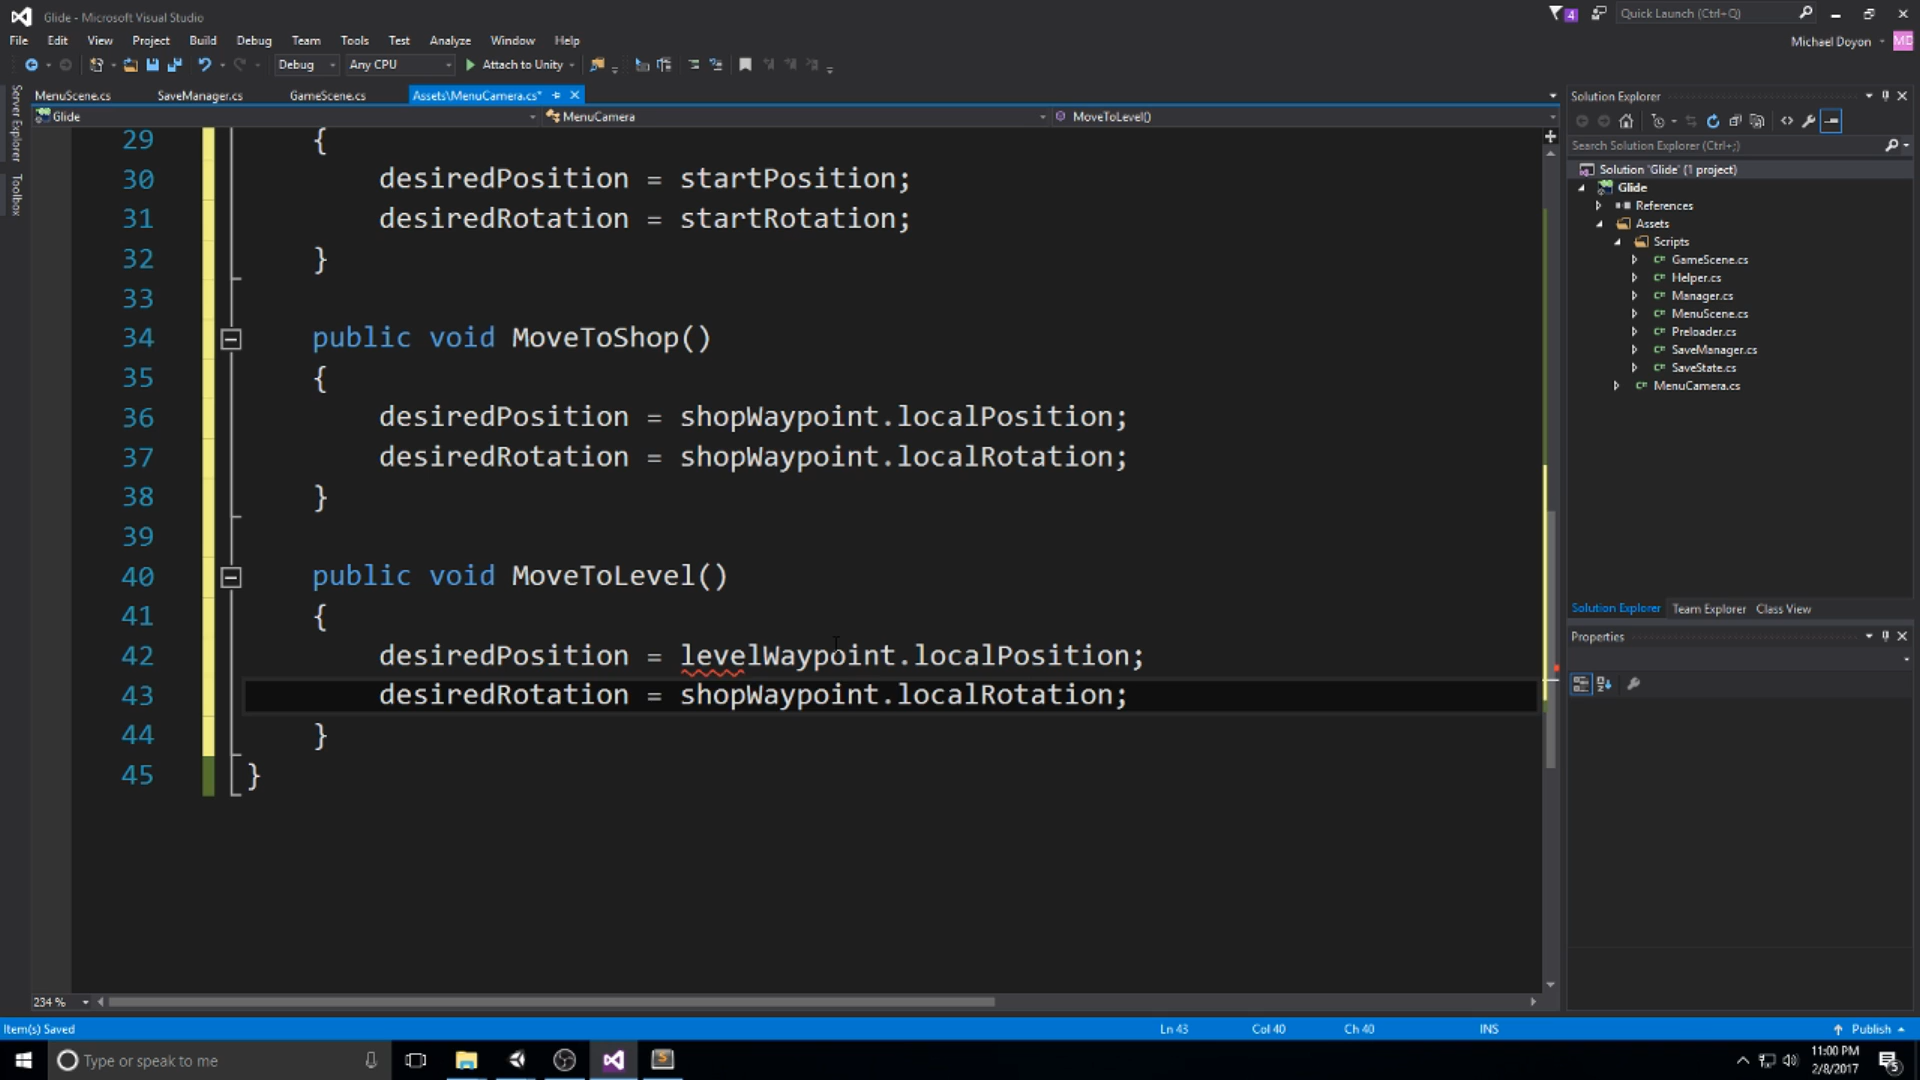 Glide - Microsoft Visual Studio
4
Quick Launch (Ctrl+Q)
File Edit View Project Build Debug Team Tools Test Analyze Window Help
Michael Doyon
MD
Debug Any CPU Attach to Unity
Server Explorer
Toolbox
MenuScene.cs SaveManager.cs GameScene.cs Assets\MenuCamera.cs*
Glide MenuCamera MoveToLevel()
29 {
30 desiredPosition = startPosition;
31 desiredRotation = startRotation;
32 }
33
34 public void MoveToShop()
35 {
36 desiredPosition = shopWaypoint.localPosition;
37 desiredRotation = shopWaypoint.localRotation;
38 }
39
40 public void MoveToLevel()
41 {
42 desiredPosition = levelWaypoint.localPosition;
43 desiredRotation = shopWaypoint.localRotation;
44 }
45 }
234 %
Solution Explorer
Search Solution Explorer (Ctrl+;)
Solution 'Glide' (1 project)
Glide
References
Assets
Scripts
C# GameScene.cs
C# Helper.cs
C# Manager.cs
C# MenuScene.cs
C# Preloader.cs
C# SaveManager.cs
C# SaveState.cs
C# MenuCamera.cs
Solution Explorer Team Explorer Class View
Properties
Item(s) Saved Ln 43 Col 40 Ch 40 INS Publish
Type or speak to me
11:00 PM
2/8/2017
5